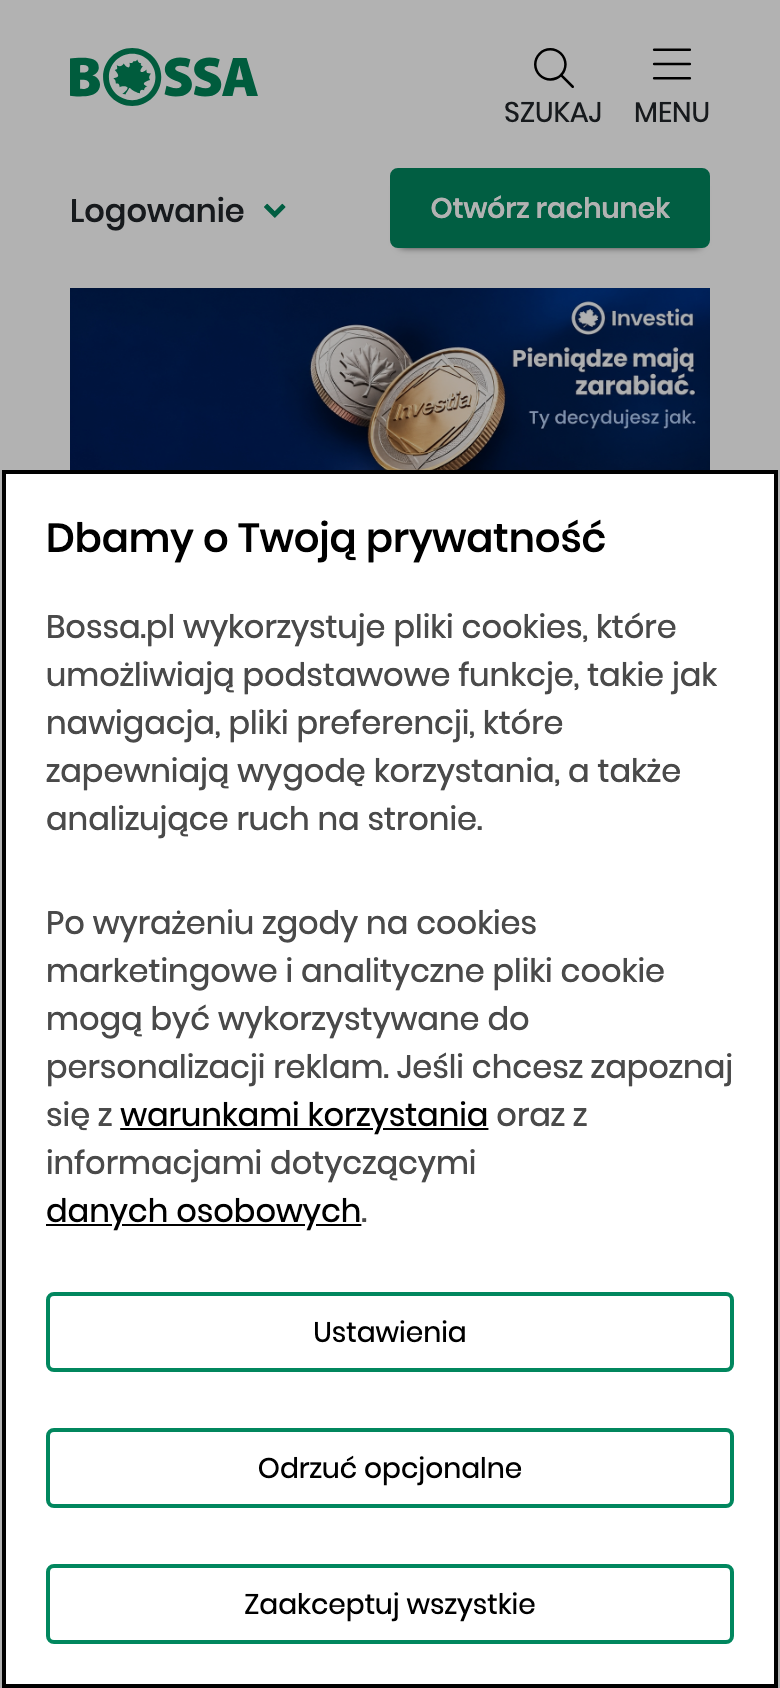 BOSSA
SZUKAJ
MENU
Logowanie
Otwórz rachunek
Investia
Pieniądze mają
zarabiać.
Ty decydujesz jak.
Investia
Dbamy o Twoją prywatność
Bossa.pl wykorzystuje pliki cookies, które
umożliwiają podstawowe funkcje, takie jak
nawigacja, pliki preferencji, które
zapewniają wygodę korzystania, a także
analizujące ruch na stronie.
Po wyrażeniu zgody na cookies
marketingowe i analityczne pliki cookie
mogą być wykorzystywane do
personalizacji reklam. Jeśli chcesz zapoznaj
się z warunkami korzystania oraz z
informacjami dotyczącymi
danych osobowych.
Ustawienia
Odrzuć opcjonalne
Zaakceptuj wszystkie